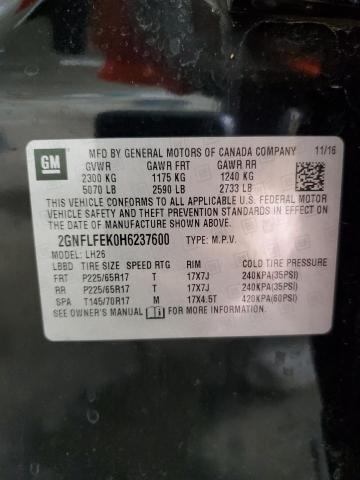 GM MFD BY GENERAL MOTORS OF CANADA COMPANY 11/16
GVWR GAWR FRT GAWR RR
2300 KG 1175 KG 1240 KG
5070 LB 2590 LB 2733 LB
THIS VEHICLE CONFORMS TO ALL APPLICABLE U.S. FEDERAL MOTOR
VEHICLE SAFETY AND THEFT PREVENTION STANDARDS IN EFFECT ON
THE DATE OF MANUFACTURE SHOWN ABOVE.
2GNFLFEK0H6237600 TYPE: M.P.V.
MODEL: LH26
LBBD TIRE SIZE SPEED RTG RIM COLD TIRE PRESSURE
FRT P225/65R17 T 17X7J 240KPA(35PSI)
RR P225/65R17 T 17X7J 240KPA(35PSI)
SPA T145/70R17 M 17X4.5T 420KPA(60PSI)
SEE OWNER'S MANUAL FOR MORE INFORMATION